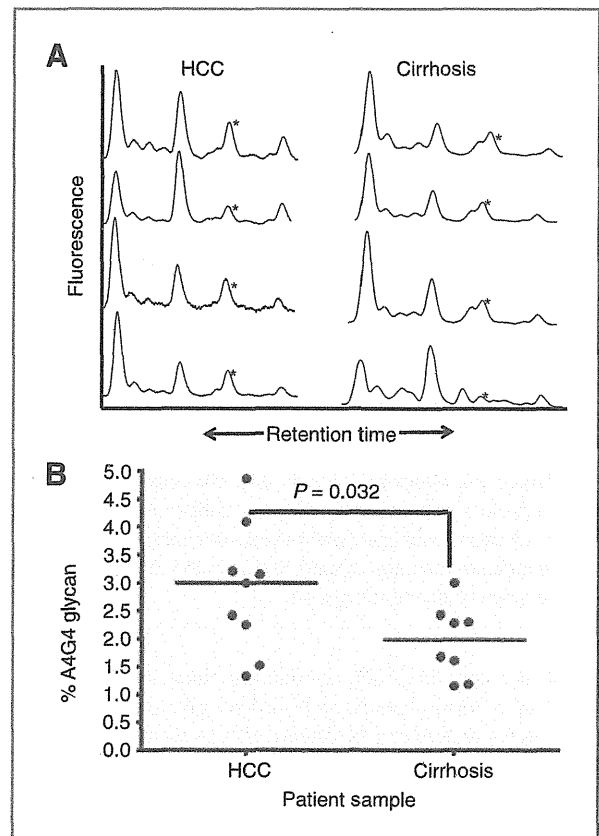 A
HCC Cirrhosis
* *
* *
* *
* *
Fluorescence
Retention time
B
P = 0.032
5.0
4.5
4.0
3.5
3.0
2.5
2.0
1.5
1.0
0.5
0.0
% A4G4 glycan
HCC Cirrhosis
Patient sample